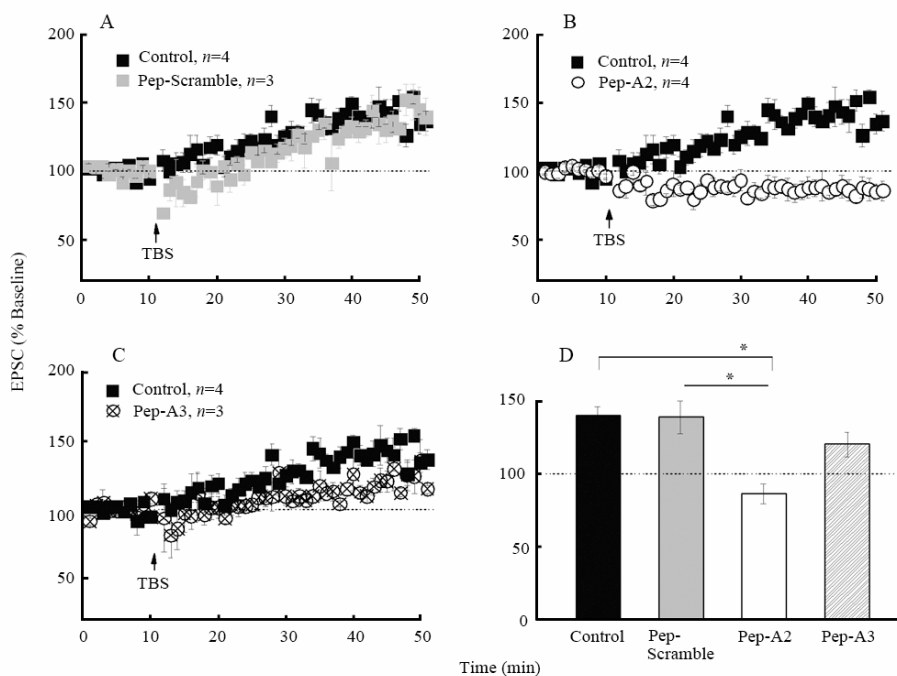 A
200
150
100
50
Control, n=4
Pep-Scramble, n=3
TBS
0 10 20 30 40 50
B
200
150
100
50
Control, n=4
Pep-A2, n=4
TBS
0 10 20 30 40 50
EPSC (% Baseline)
C
200
150
100
50
Control, n=4
Pep-A3, n=3
TBS
0 10 20 30 40 50
D
*
*
150
100
50
0
Control
Pep-
Scramble
Pep-A2
Pep-A3
Time (min)